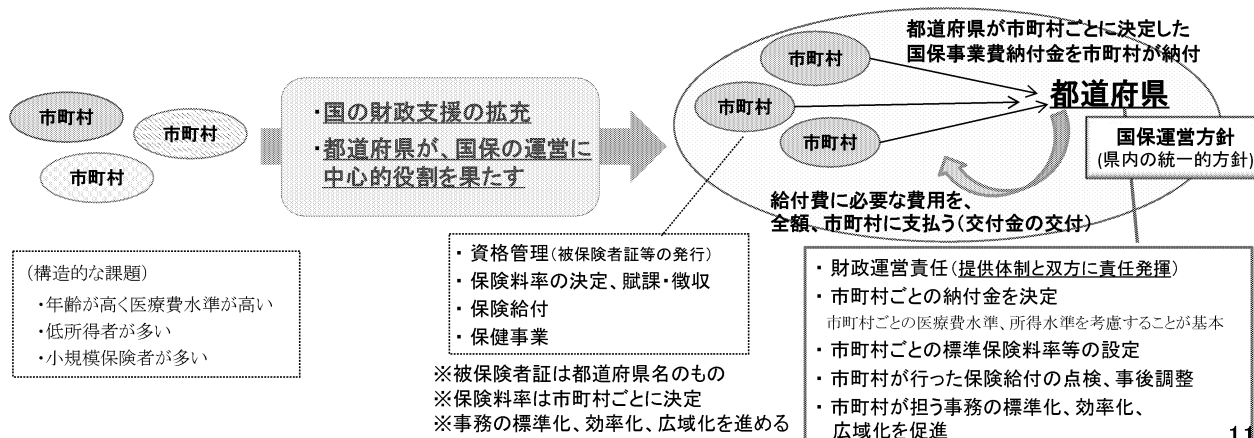 市町村
市町村
市町村
・国の財政支援の拡充
・都道府県が、国保の運営に
中心的役割を果たす
都道府県が市町村ごとに決定した
国保事業費納付金を市町村が納付
市町村
市町村
市町村
都道府県
国保運営方針
(県内の統一的方針)
給付費に必要な費用を、
全額、市町村に支払う(交付金の交付)
(構造的な課題)
・年齢が高く医療費水準が高い
・低所得者が多い
・小規模保険者が多い
・ 資格管理(被保険者証等の発行)
・ 保険料率の決定、賦課・徴収
・ 保険給付
・ 保健事業
※被保険者証は都道府県名のもの
※保険料率は市町村ごとに決定
※事務の標準化、効率化、広域化を進める
・ 財政運営責任(提供体制と双方に責任発揮)
・ 市町村ごとの納付金を決定
市町村ごとの医療費水準、所得水準を考慮することが基本
・ 市町村ごとの標準保険料率等の設定
・ 市町村が行った保険給付の点検、事後調整
・ 市町村が担う事務の標準化、効率化、
広域化を促進
11